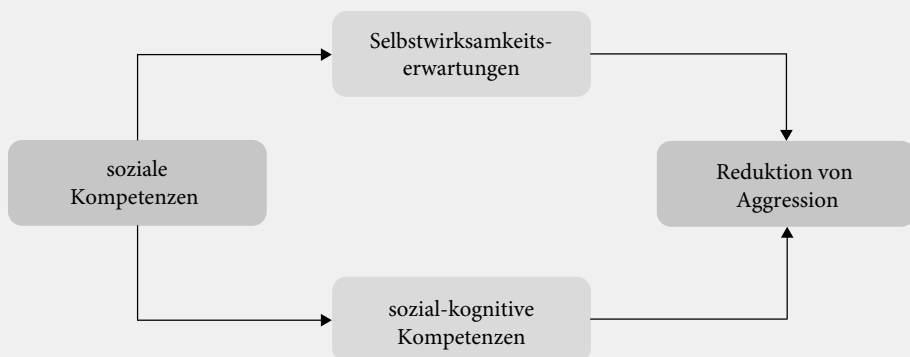 Selbstwirksamkeits-
erwartungen
soziale
Kompetenzen
Reduktion von
Aggression
sozial-kognitive
Kompetenzen